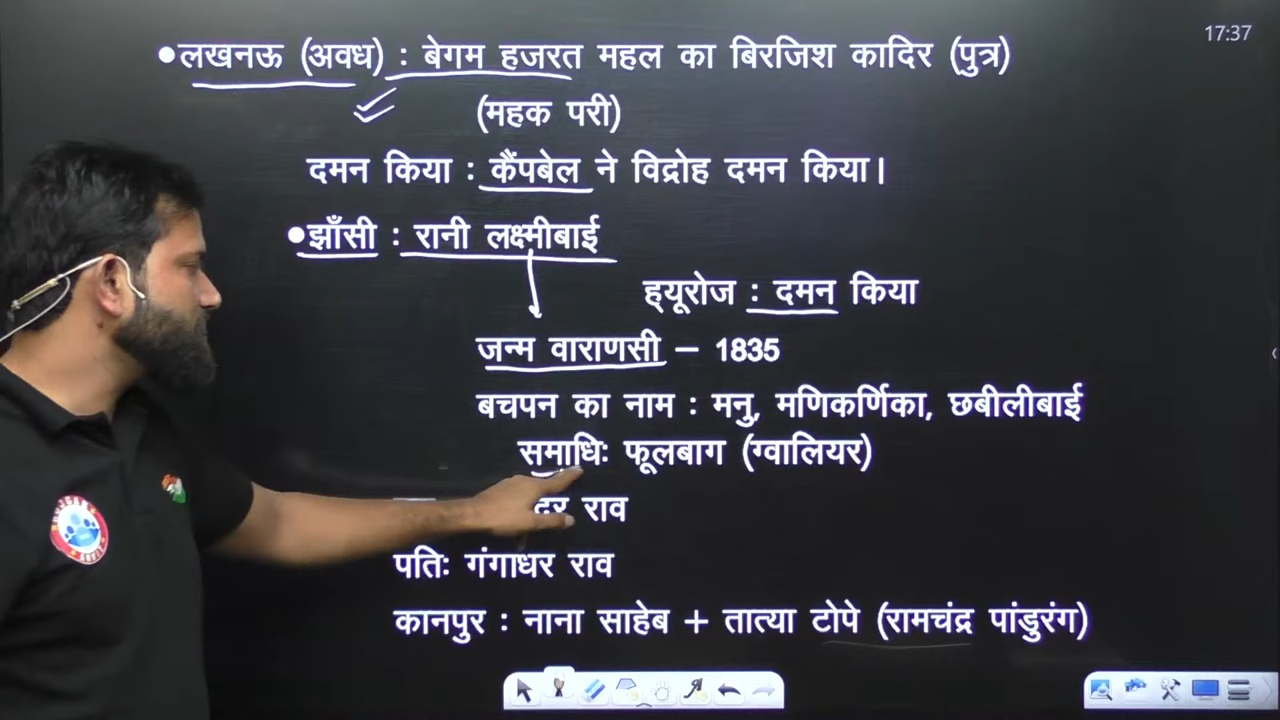 17:37
•लखनऊ (अवध) : बेगम हजरत महल का बिरजिश कादिर (पुत्र)
(महक परी)
दमन किया : कैंपबेल ने विद्रोह दमन किया।
•झाँसी : रानी लक्ष्मीबाई
ह्यूरोज : दमन किया
जन्म वाराणसी – 1835
बचपन का नाम : मनु, मणिकर्णिका, छबीलीबाई
समाधिः फूलबाग (ग्वालियर)
राव
पतिः गंगाधर राव
कानपुर : नाना साहेब + तात्या टोपे (रामचंद्र पांडुरंग)